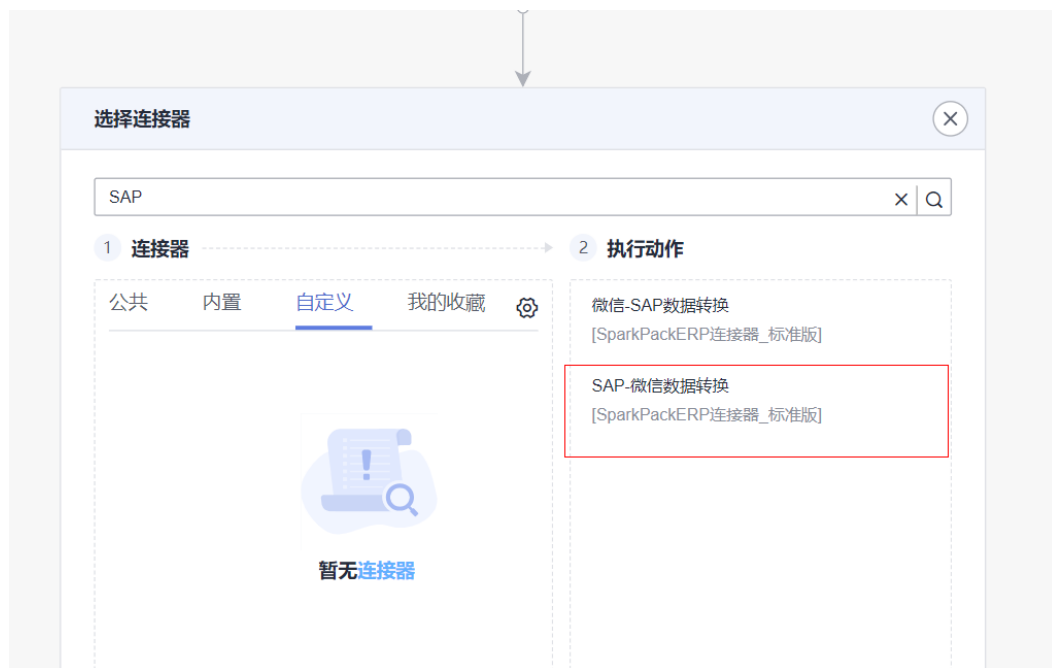 选择连接器
SAP
1 连接器
2 执行动作
公共 内置 自定义 我的收藏
微信-SAP数据转换
[SparkPackERP连接器_标准版]
SAP-微信数据转换
[SparkPackERP连接器_标准版]
暂无连接器